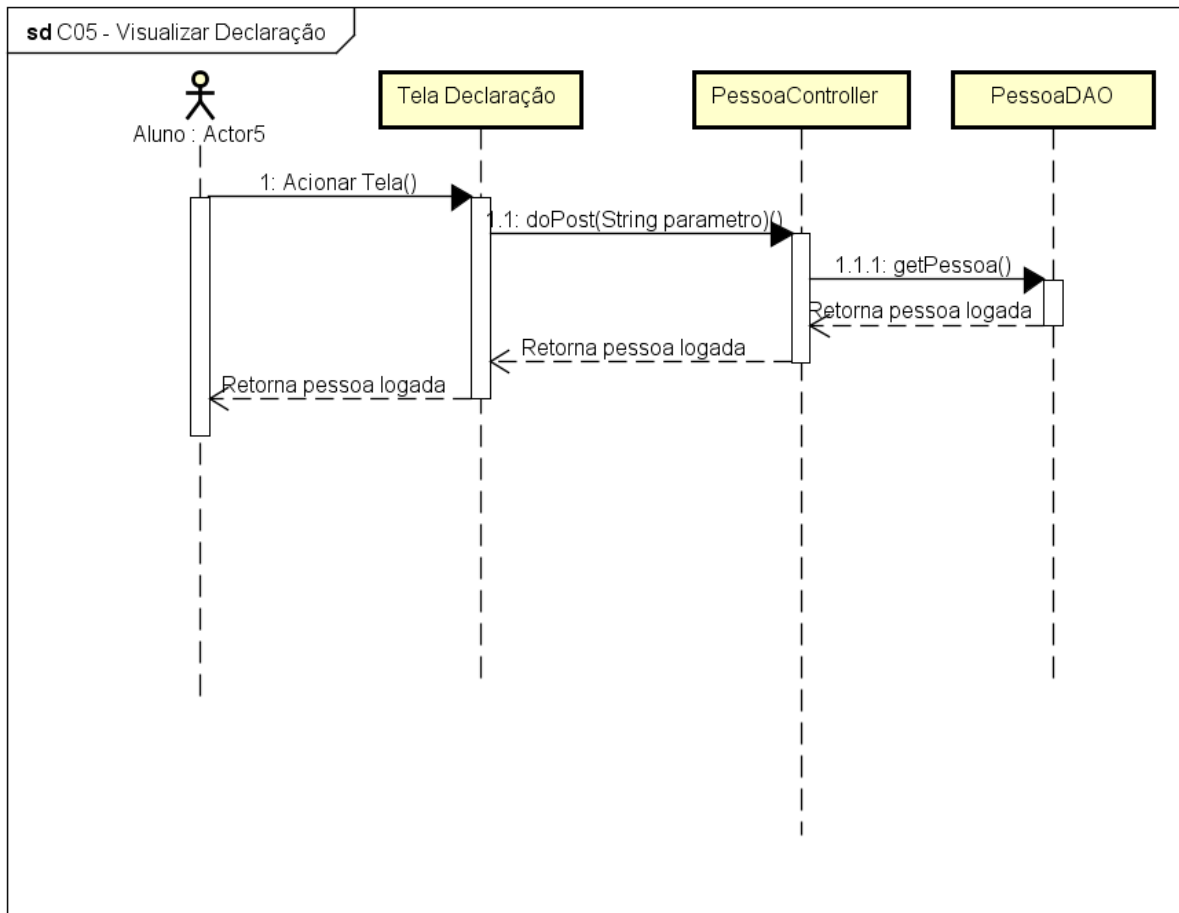 sd C05 - Visualizar Declaração
Aluno : Actor5
Tela Declaração
PessoaController
PessoaDAO
1: Acionar Tela()
1.1: doPost(String parametro)()
1.1.1: getPessoa()
Retorna pessoa logada
Retorna pessoa logada
Retorna pessoa logada